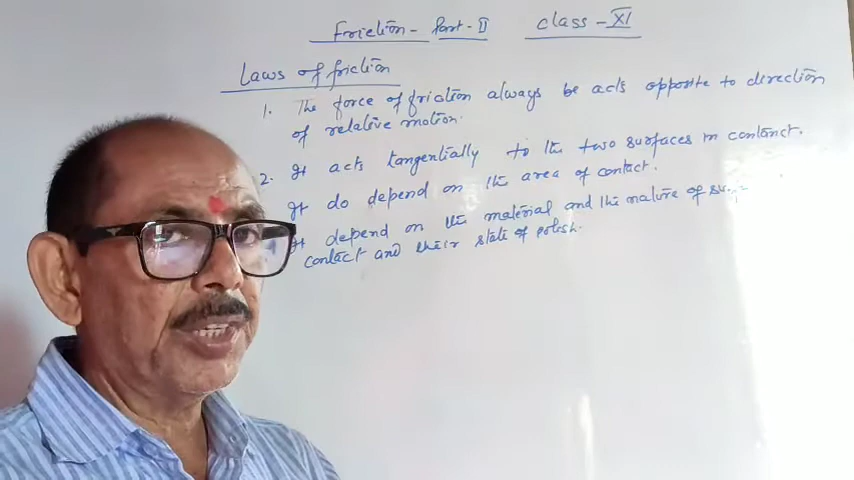 Friction - Part - II class - XI
Laws of friction
1. The force of friction always be acts opposite to direction
of relative motion.
2. It acts tangentially to the two surfaces in contanct.
It do depend on the area of contact.
It depend on the material and the nature of
contact and their state of polish.